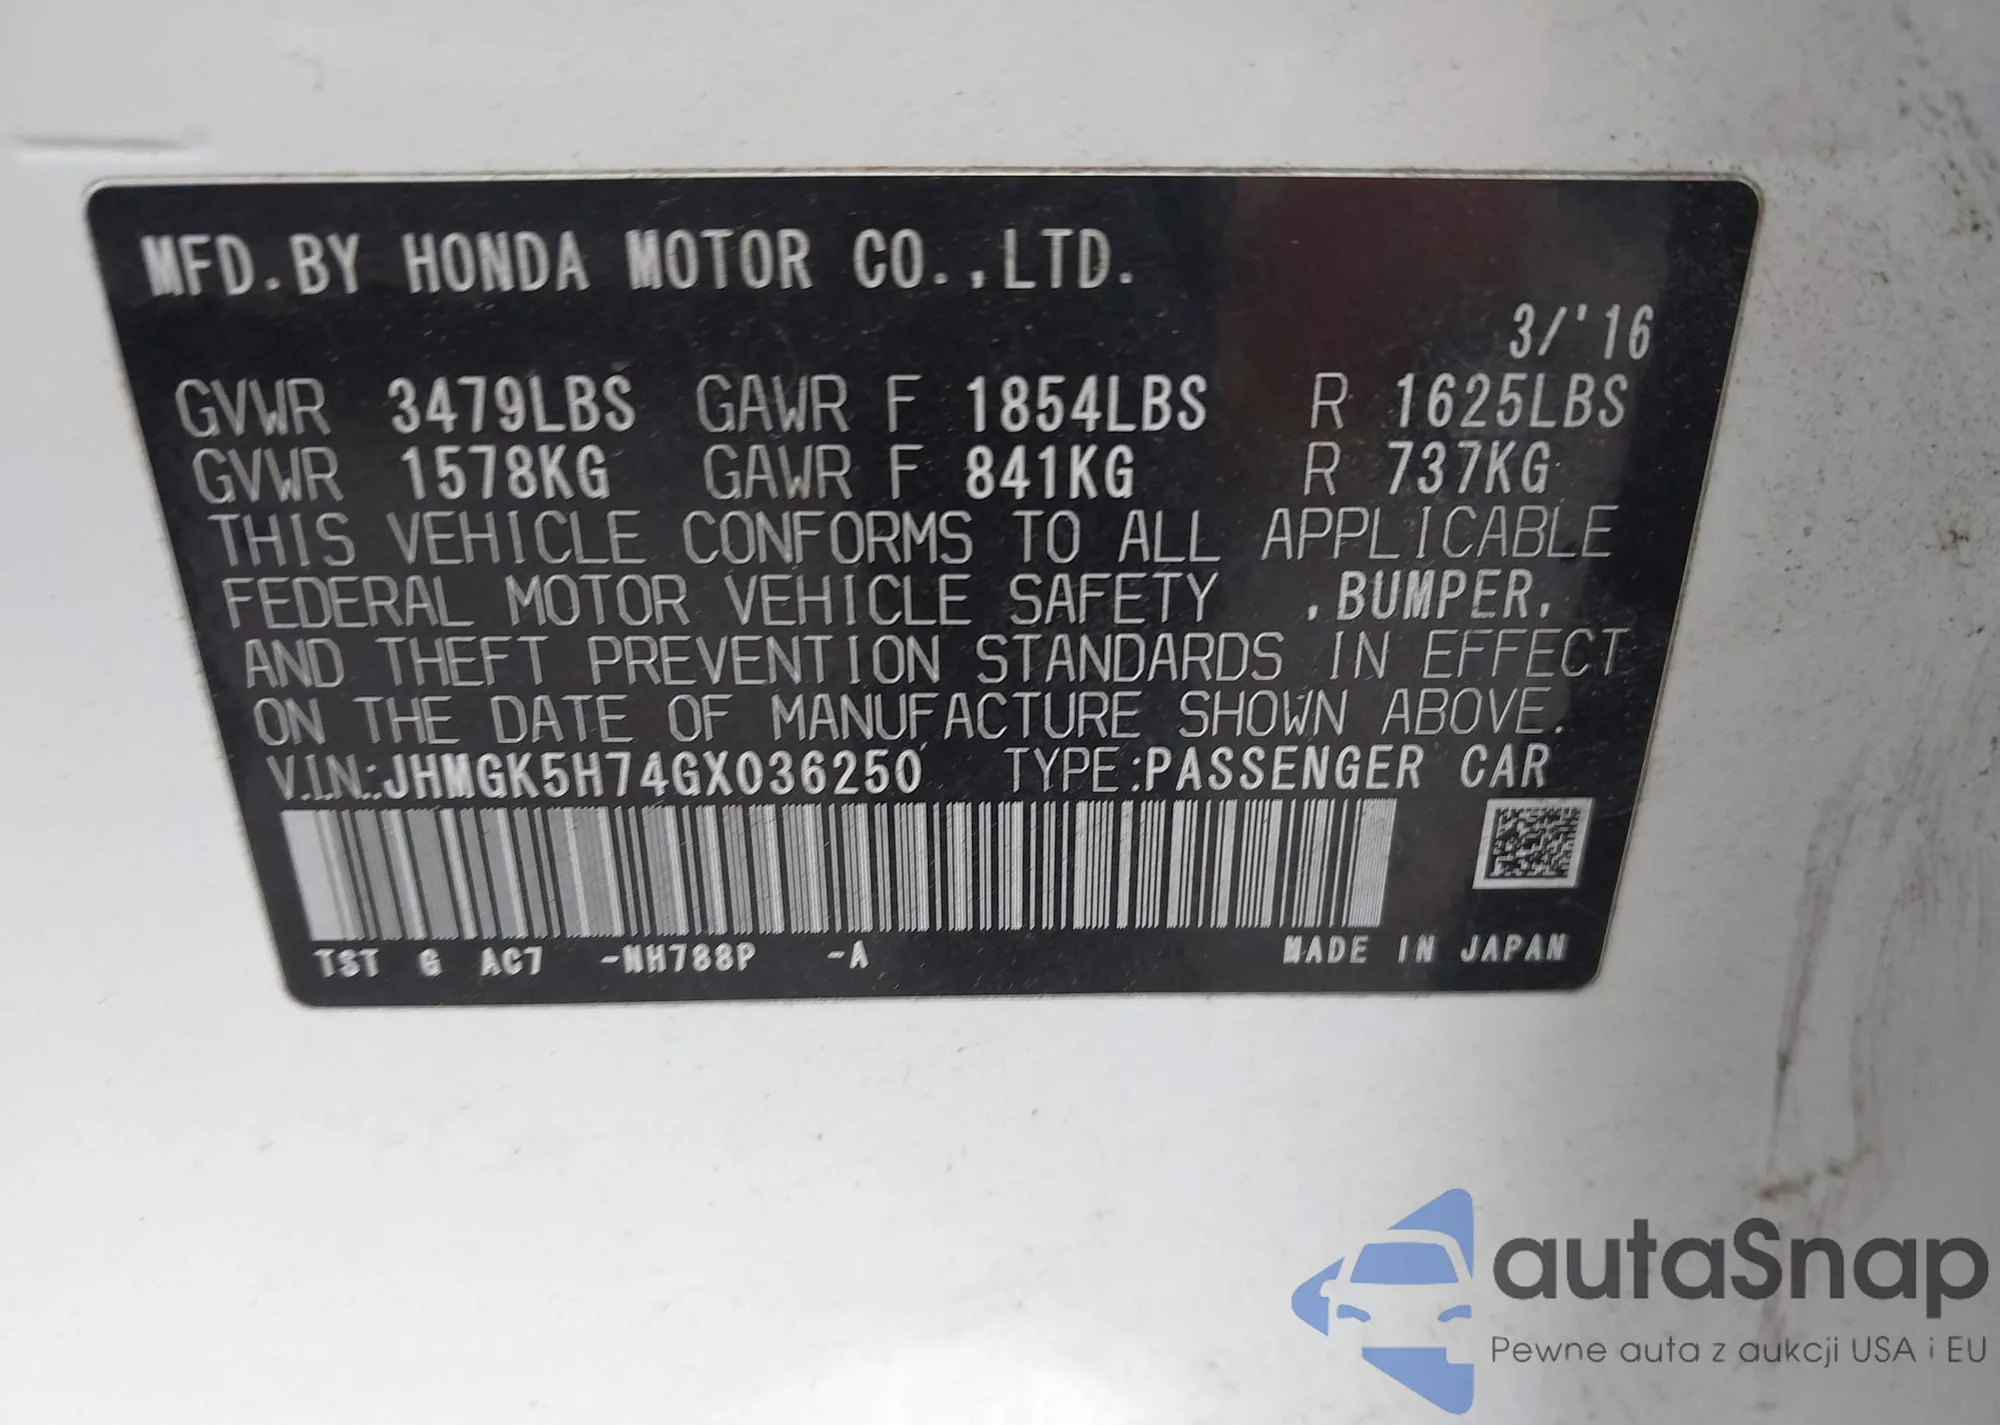 MFD.BY HONDA MOTOR CO.,LTD.
3/'16
GVWR 3479LBS GAWR F 1854LBS R 1625LBS
GVWR 1578KG GAWR F 841KG R 737KG
THIS VEHICLE CONFORMS TO ALL APPLICABLE
FEDERAL MOTOR VEHICLE SAFETY ,BUMPER,
AND THEFT PREVENTION STANDARDS IN EFFECT
ON THE DATE OF MANUFACTURE SHOWN ABOVE.
V.I.N.:JHMGK5H74GX036250 TYPE:PASSENGER CAR
TST G AC7 -NH788P -A MADE IN JAPAN
autaSnap
Pewne auta z aukcji USA i EU